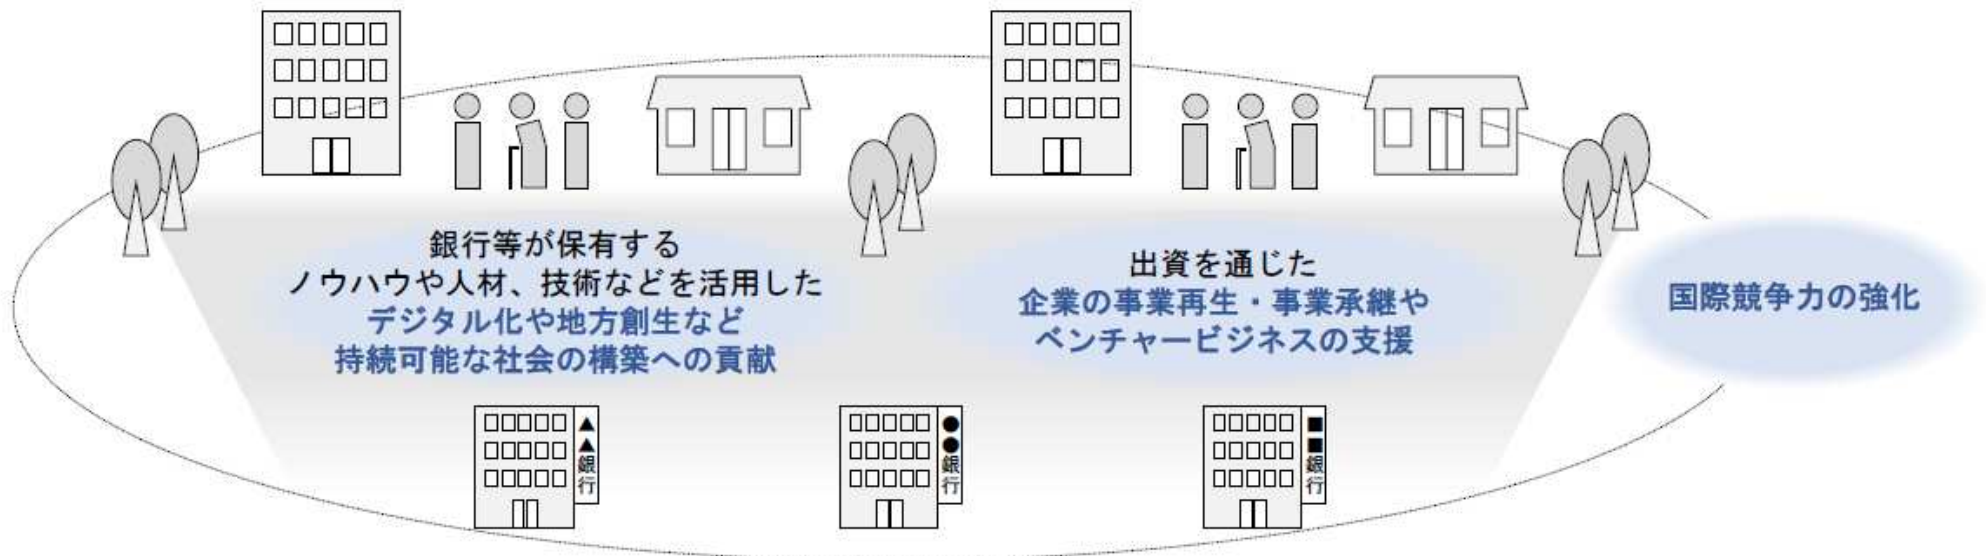 銀行等が保有する
ノウハウや人材、技術などを活用した
デジタル化や地方創生など
持続可能な社会の構築への貢献
出資を通じた
企業の事業再生・事業承継や
ベンチャービジネスの支援
国際競争力の強化
▲▲銀行
●●銀行
■■銀行